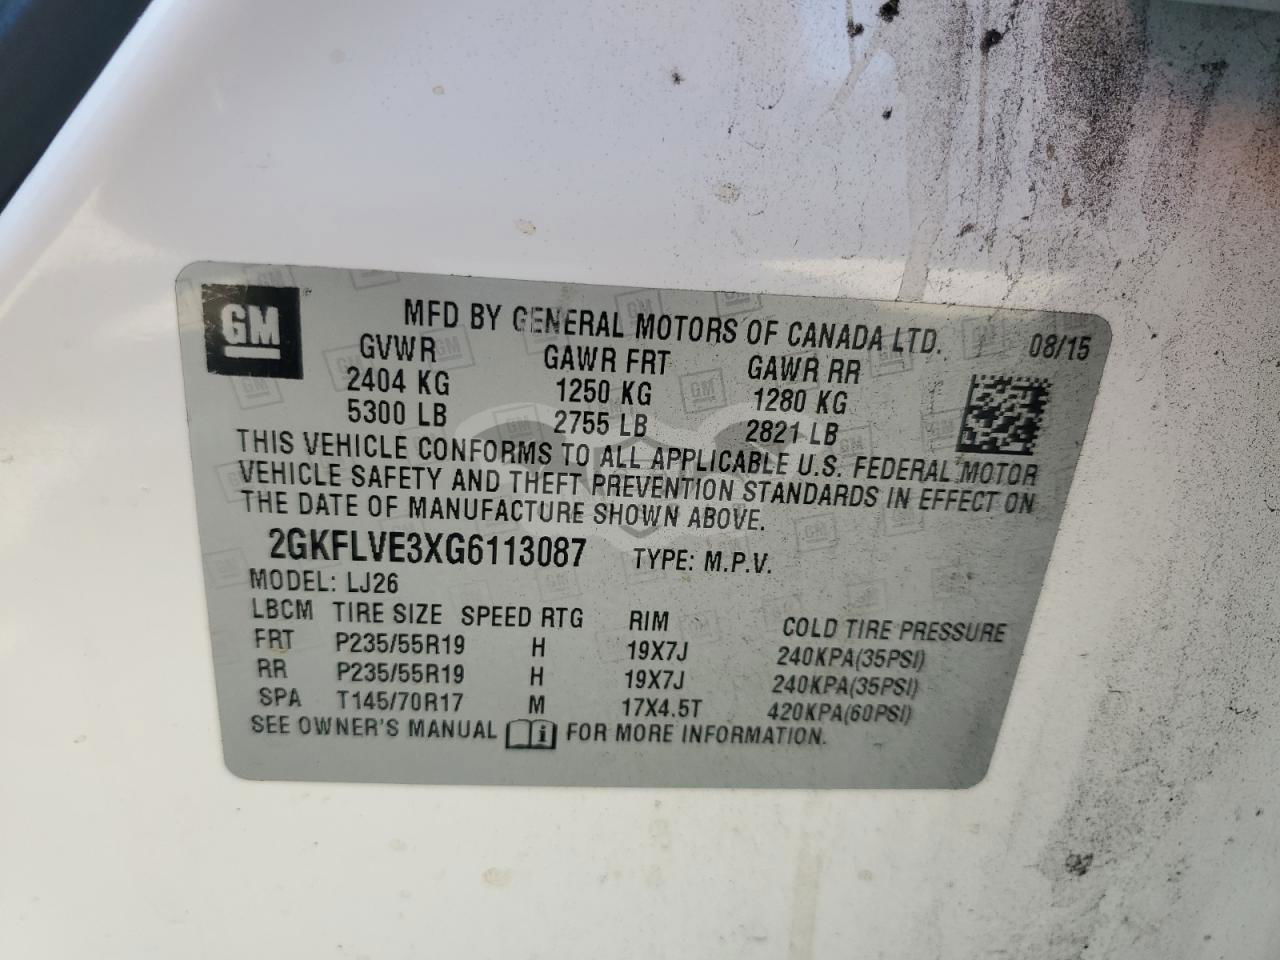 GM
MFD BY GENERAL MOTORS OF CANADA LTD. 08/15
GVWR GAWR FRT GAWR RR
2404 KG 1250 KG 1280 KG
5300 LB 2755 LB 2821 LB
THIS VEHICLE CONFORMS TO ALL APPLICABLE U.S. FEDERAL MOTOR
VEHICLE SAFETY AND THEFT PREVENTION STANDARDS IN EFFECT ON
THE DATE OF MANUFACTURE SHOWN ABOVE.
2GKFLVE3XG6113087 TYPE: M.P.V.
MODEL: LJ26
LBCM TIRE SIZE SPEED RTG RIM COLD TIRE PRESSURE
FRT P235/55R19 H 19X7J 240KPA(35PSI)
RR P235/55R19 H 19X7J 240KPA(35PSI)
SPA T145/70R17 M 17X4.5T 420KPA(60PSI)
SEE OWNER'S MANUAL i FOR MORE INFORMATION.